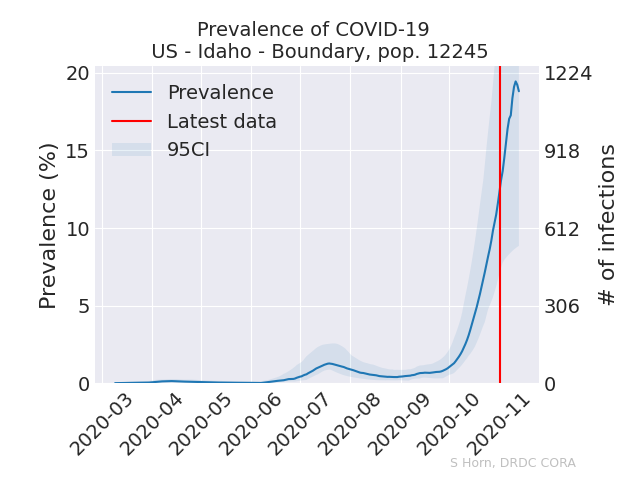 Prevalence of COVID-19
US - Idaho - Boundary, pop. 12245
Prevalence
Latest data
95CI
Prevalence (%)
20
15
10
5
0
1224
918
612
306
0
# of infections
2020-03
2020-04
2020-05
2020-06
2020-07
2020-08
2020-09
2020-10
2020-11
S Horn, DRDC CORA